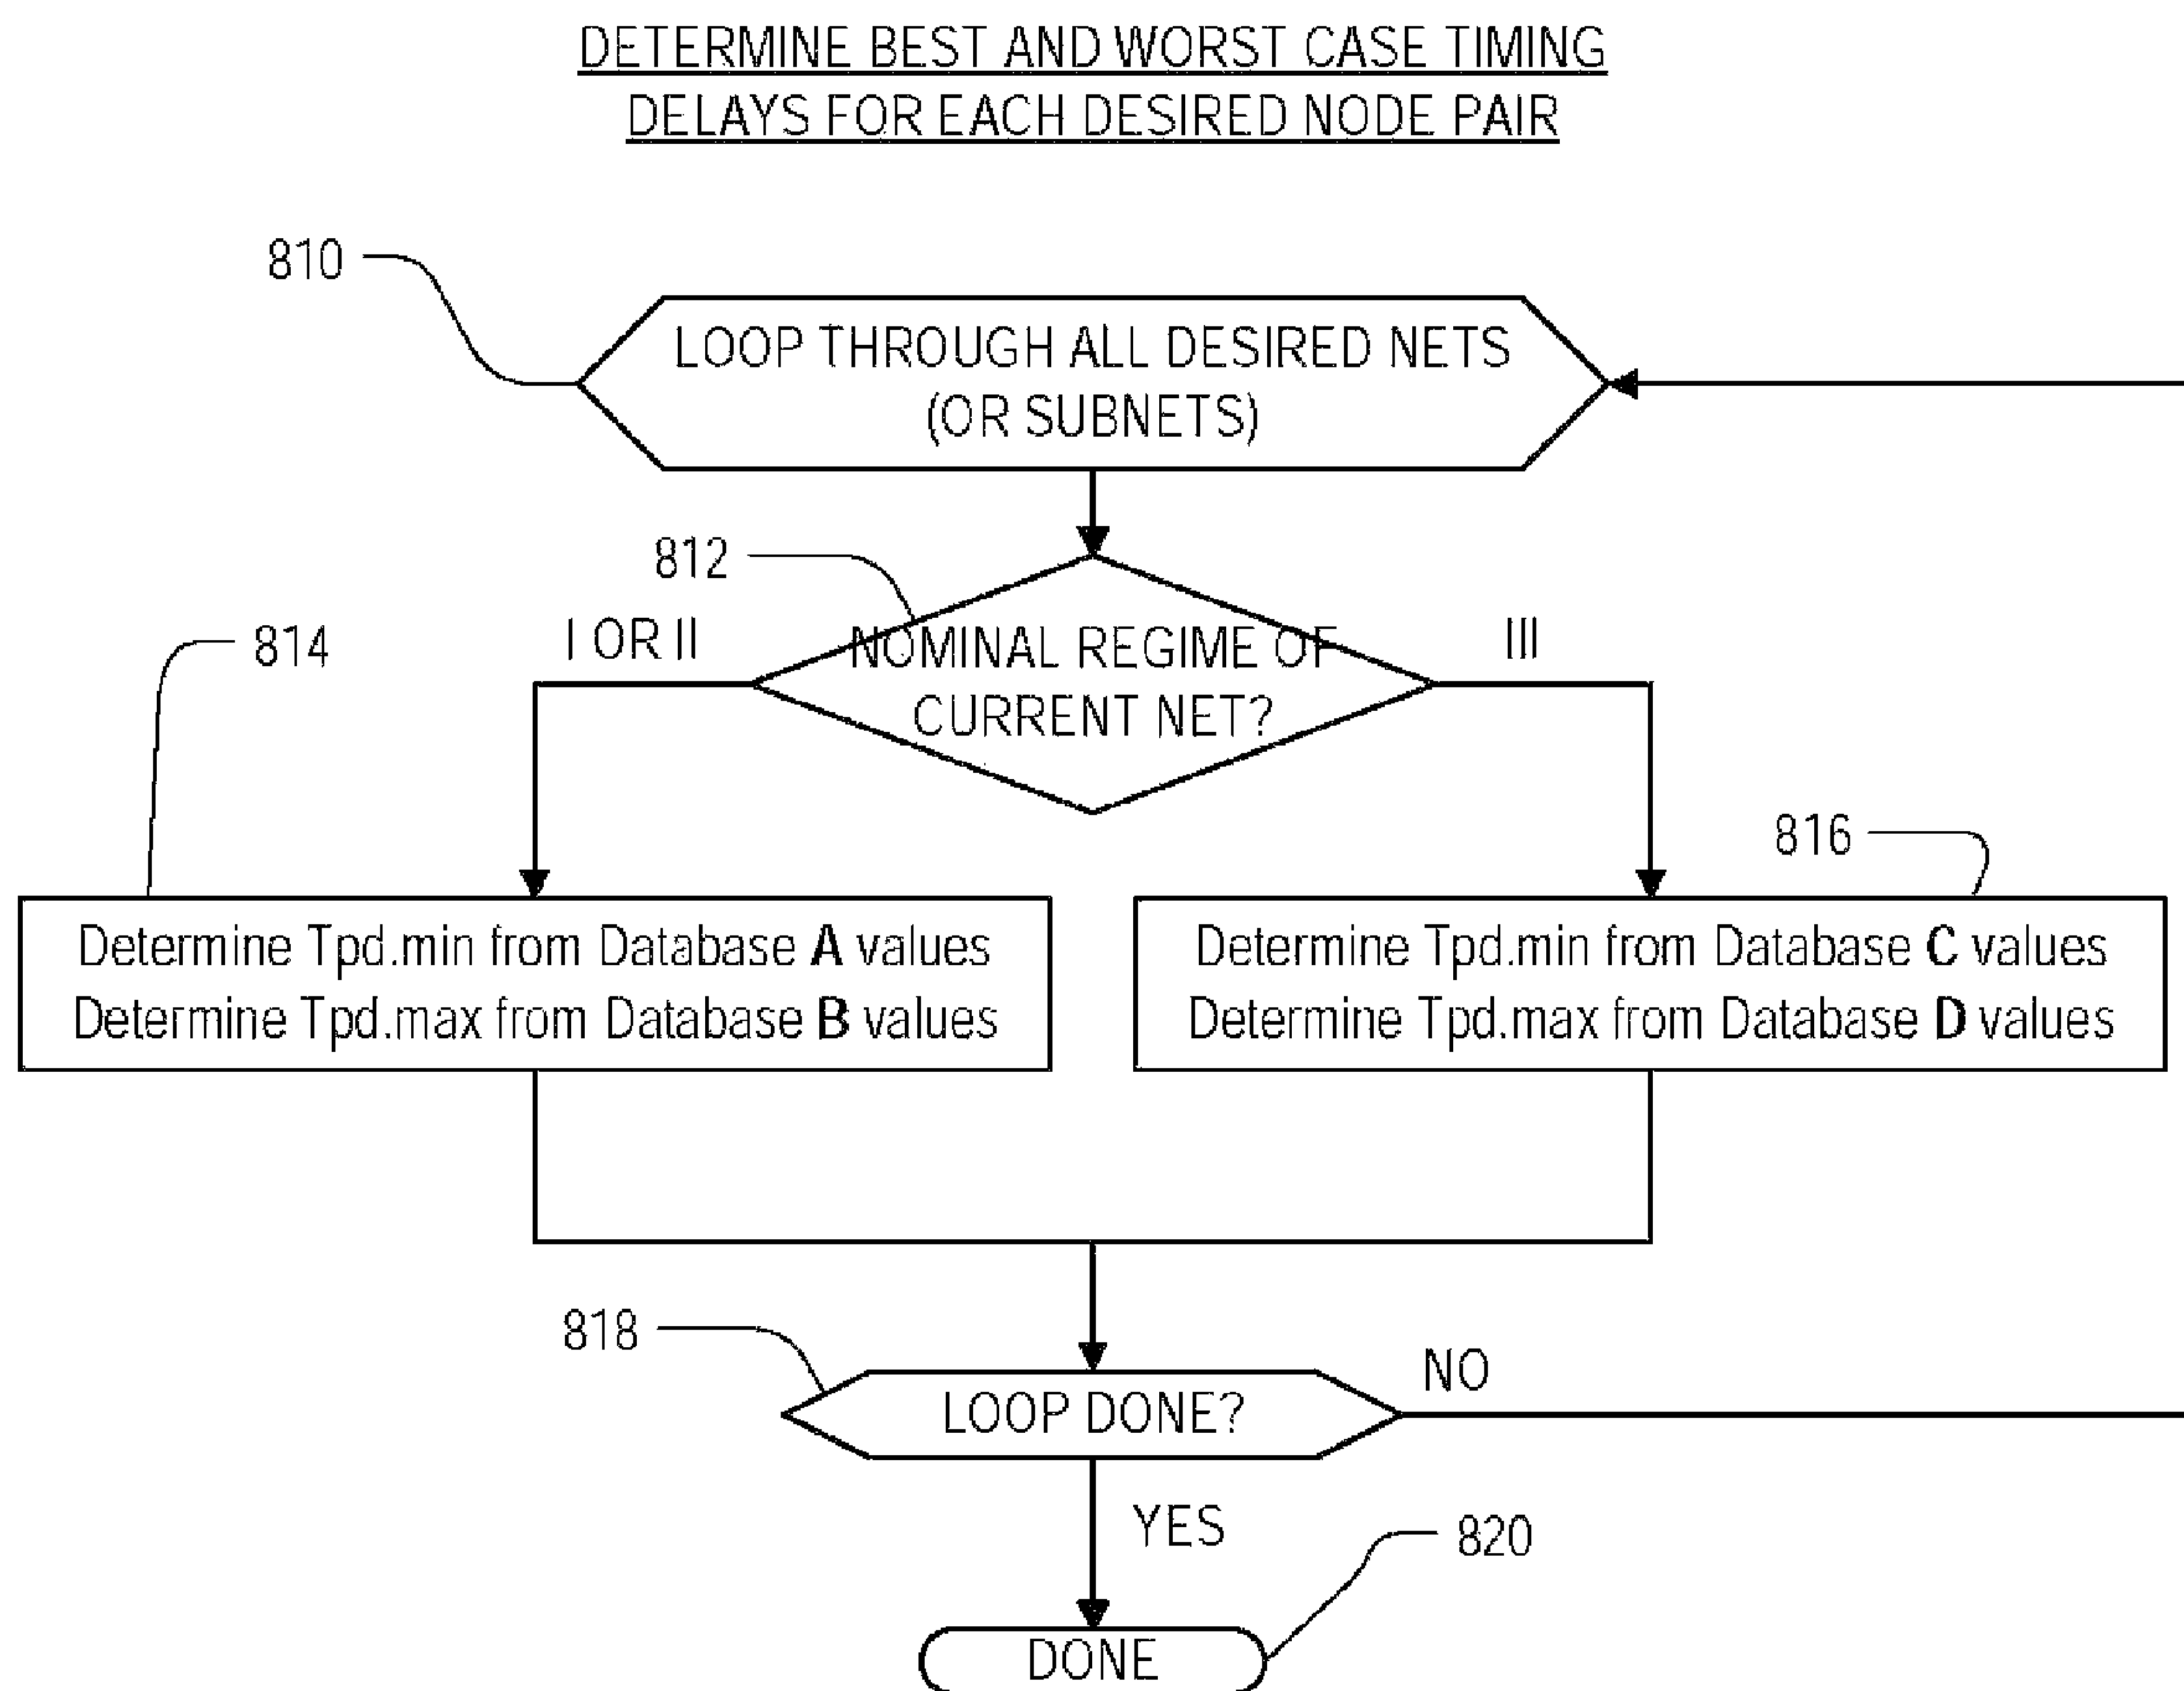 DETERMINE BEST AND WORST CASE TIMING
DELAYS FOR EACH DESIRED NODE PAIR
810
LOOP THROUGH ALL DESIRED NETS
(OR SUBNETS)
812
I OR II
NOMINAL REGIME OF
CURRENT NET?
III
814
816
Determine Tpd.min from Database A values
Determine Tpd.max from Database B values
Determine Tpd.min from Database C values
Determine Tpd.max from Database D values
818
LOOP DONE?
NO
YES
820
DONE